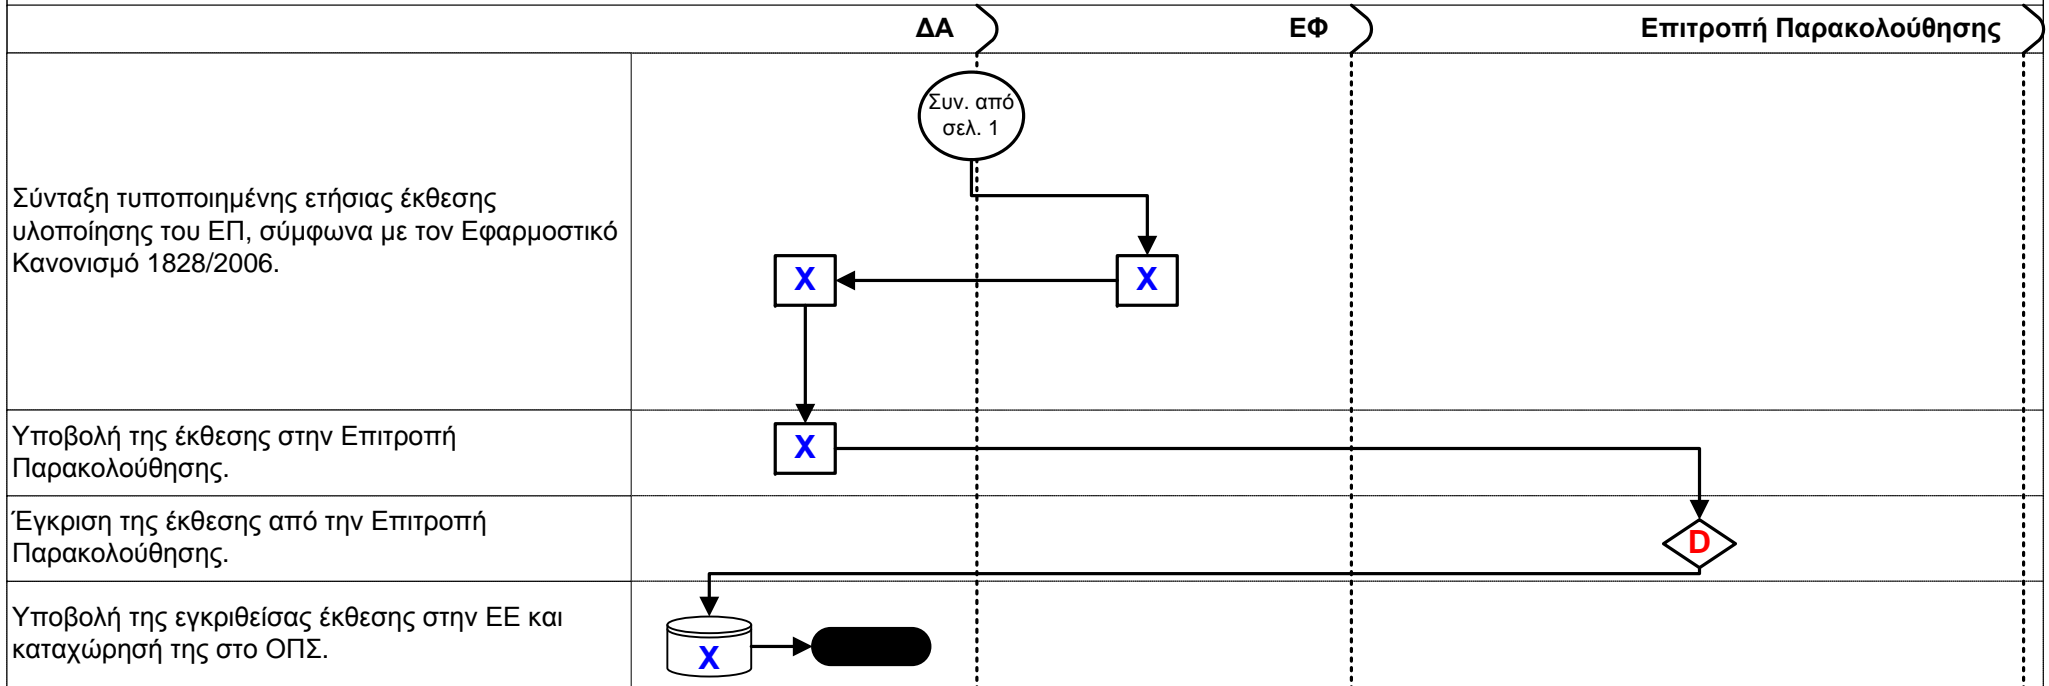 ΔΑ
ΕΦ
Επιτροπή Παρακολούθησης
Συν. από
σελ. 1
Σύνταξη τυποποιημένης ετήσιας έκθεσης
υλοποίησης του ΕΠ, σύμφωνα με τον Εφαρμοστικό
Κανονισμό 1828/2006.
X
X
Υποβολή της έκθεσης στην Επιτροπή
Παρακολούθησης.
X
Έγκριση της έκθεσης από την Επιτροπή
Παρακολούθησης.
D
Υποβολή της εγκριθείσας έκθεσης στην ΕΕ και
καταχώρησή της στο ΟΠΣ.
X